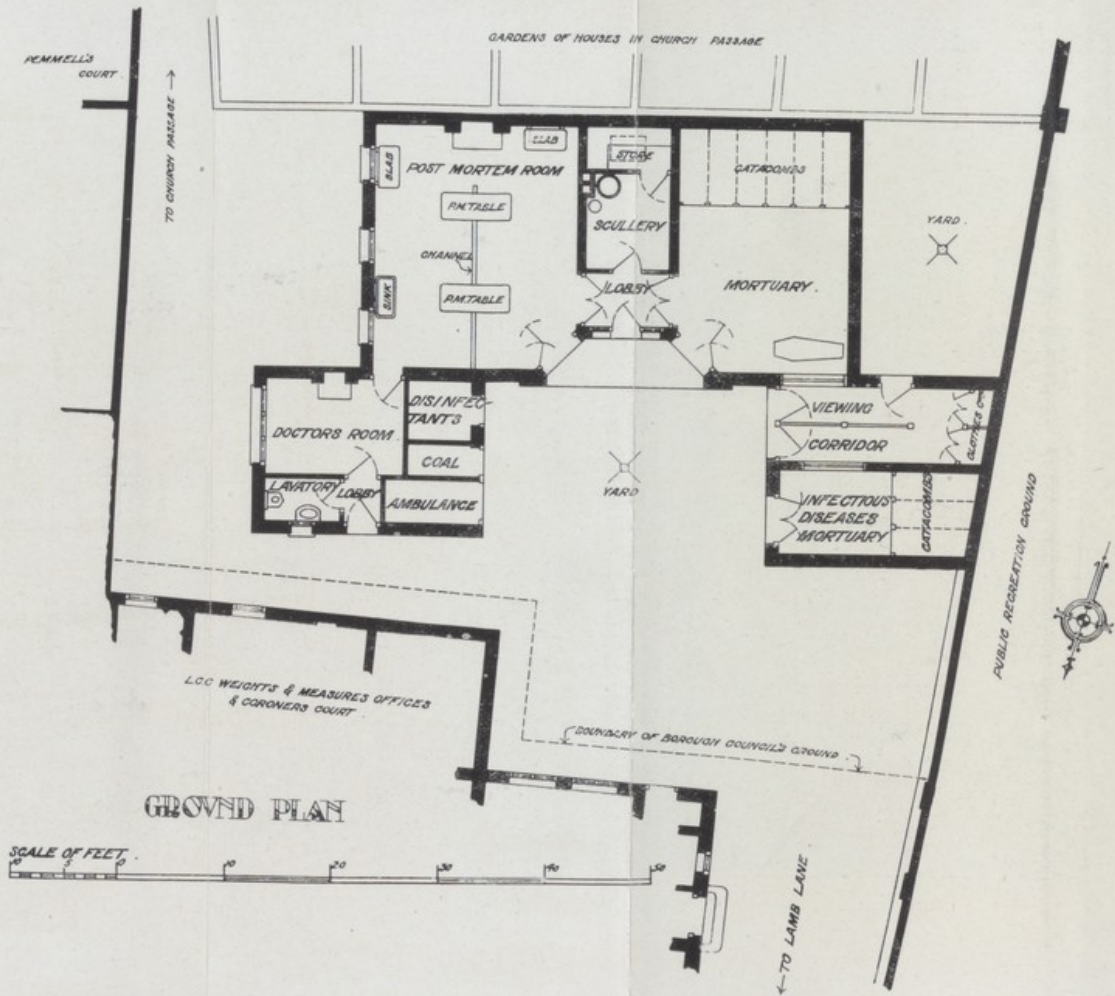 GARDENS OF HOUSES IN CHURCH PASSAGE
PEMMELL'S
COURT.
TO CHURCH PASSAGE →
SLAB
SLAB
POST MORTEM ROOM
STORE
CATACOMBS
P.M. TABLE
SCULLERY
YARD.
CHANNEL
LOBBY
MORTUARY.
SINK
P.M. TABLE
DISINFEC-
TANTS
VIEWING
CORRIDOR
DOCTORS ROOM.
COAL
LAVATORY
LOBBY
AMBULANCE
YARD
INFECTIOUS
DISEASES
MORTUARY
CATACOMBS
PUBLIC RECREATION GROUND
L.C.C WEIGHTS & MEASURES OFFICES
& CORONERS COURT.
BOUNDARY OF BOROUGH COUNCIL'S GROUND.
GROVND PLAN
SCALE OF FEET.
10 5 0 10 20 30 40 50
← TO LAMB LANE